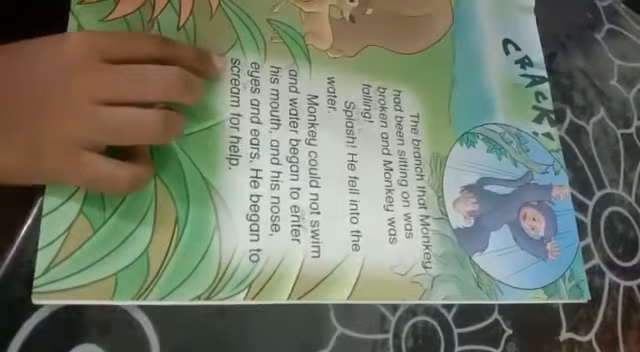 CRACK!
The branch that Monkey
had been sitting on was
broken and Monkey was
falling!
Splash! He fell into the
water.
Monkey could not swim
and water began to enter
his mouth, and his nose,
eyes and ears. He began to
scream for help.